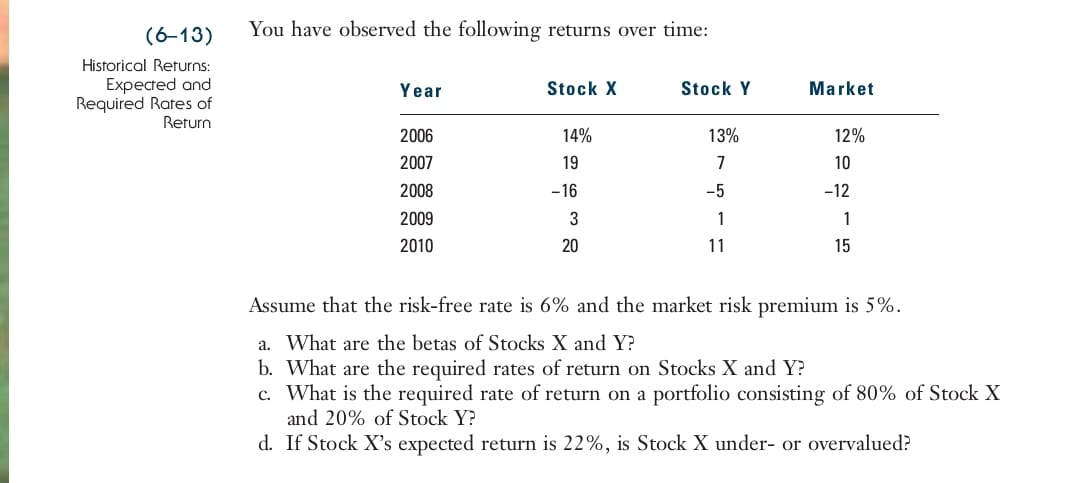 (6–13)
You have observed the following returns over time:
Historical Returns:
Expected and
Required Rates of
Return
Year Stock X Stock Y Market
2006 14% 13% 12%
2007 19 7 10
2008 −16 −5 −12
2009 3 1 1
2010 20 11 15
Assume that the risk-free rate is 6% and the market risk premium is 5%.
a. What are the betas of Stocks X and Y?
b. What are the required rates of return on Stocks X and Y?
c. What is the required rate of return on a portfolio consisting of 80% of Stock X
and 20% of Stock Y?
d. If Stock X’s expected return is 22%, is Stock X under- or overvalued?